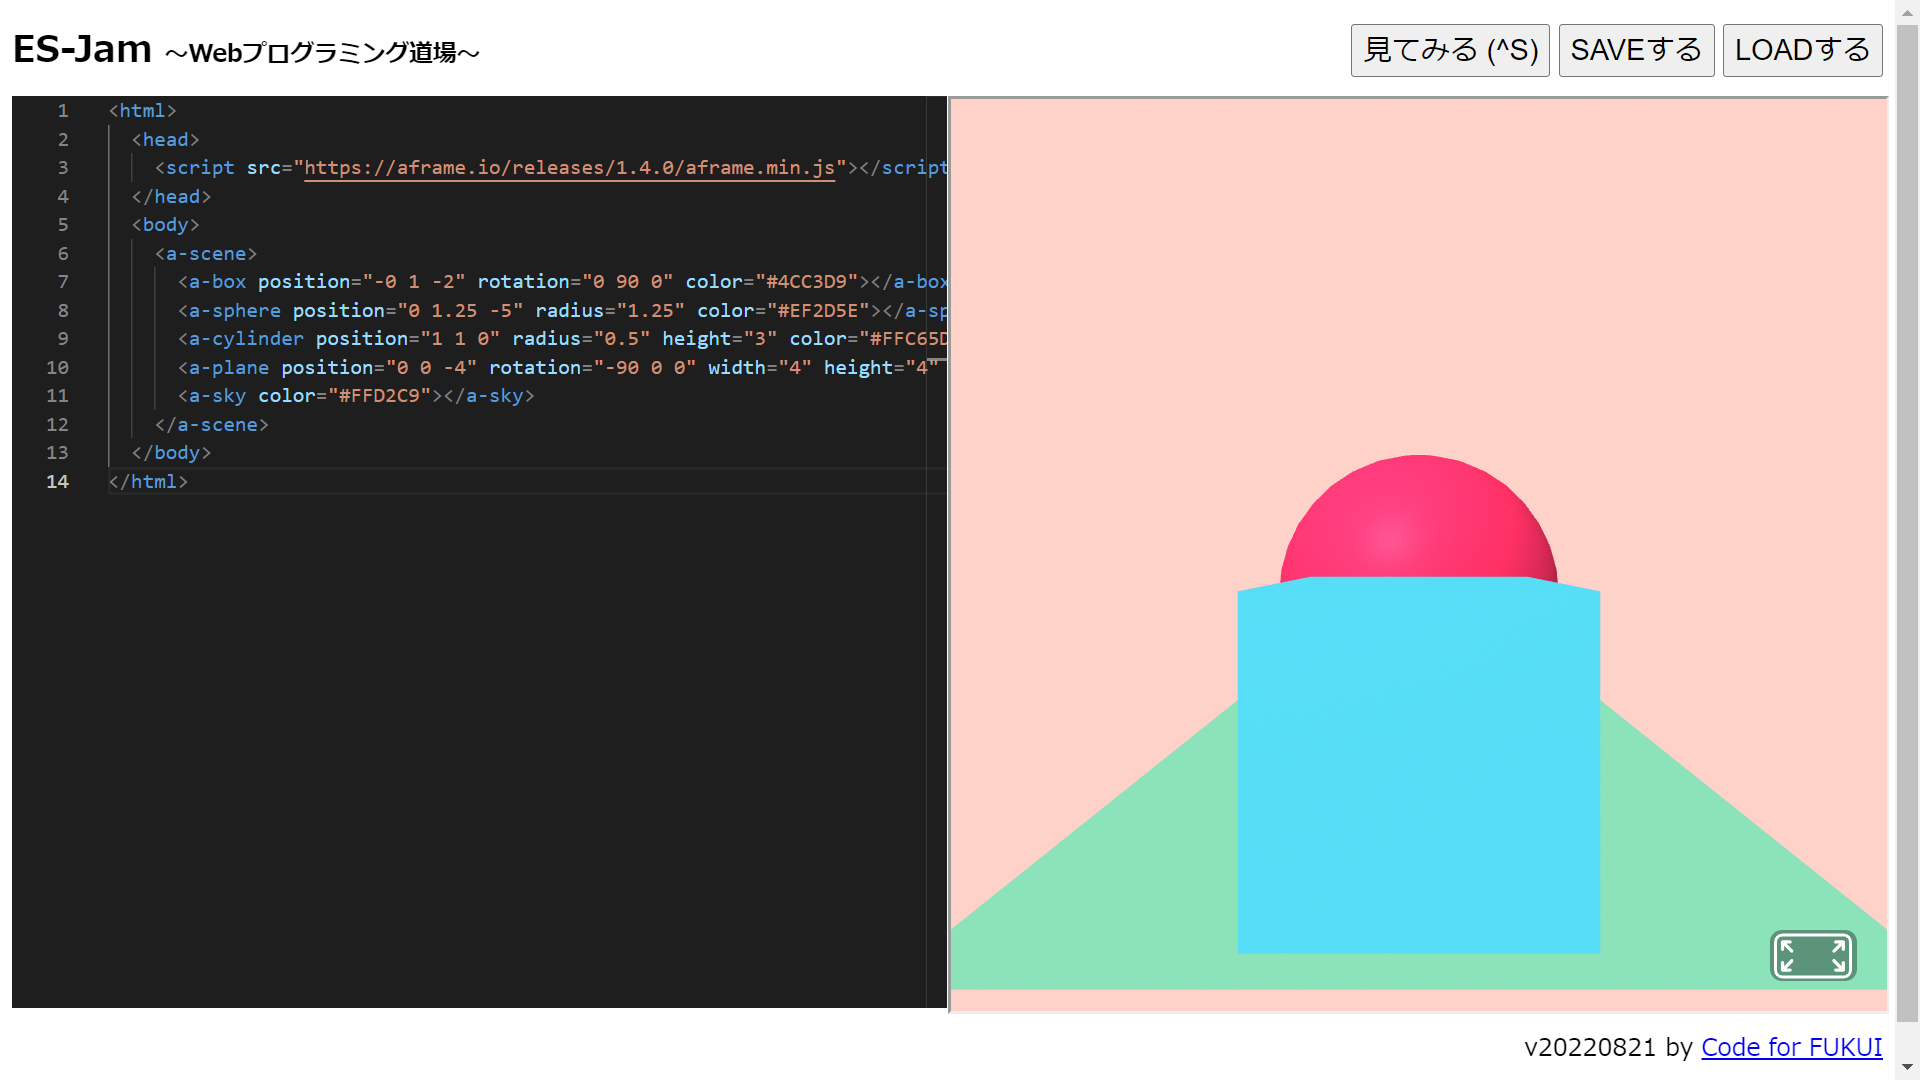 ES-Jam ～Webプログラミング道場～
見てみる (^S) SAVEする LOADする
1 <html>
2 <head>
3 <script src="https://aframe.io/releases/1.4.0/aframe.min.js"></script
4 </head>
5 <body>
6 <a-scene>
7 <a-box position="-0 1 -2" rotation="0 90 0" color="#4CC3D9"></a-box
8 <a-sphere position="0 1.25 -5" radius="1.25" color="#EF2D5E"></a-sp
9 <a-cylinder position="1 1 0" radius="0.5" height="3" color="#FFC65D
10 <a-plane position="0 0 -4" rotation="-90 0 0" width="4" height="4"
11 <a-sky color="#FFD2C9"></a-sky>
12 </a-scene>
13 </body>
14 </html>
v20220821 by Code for FUKUI